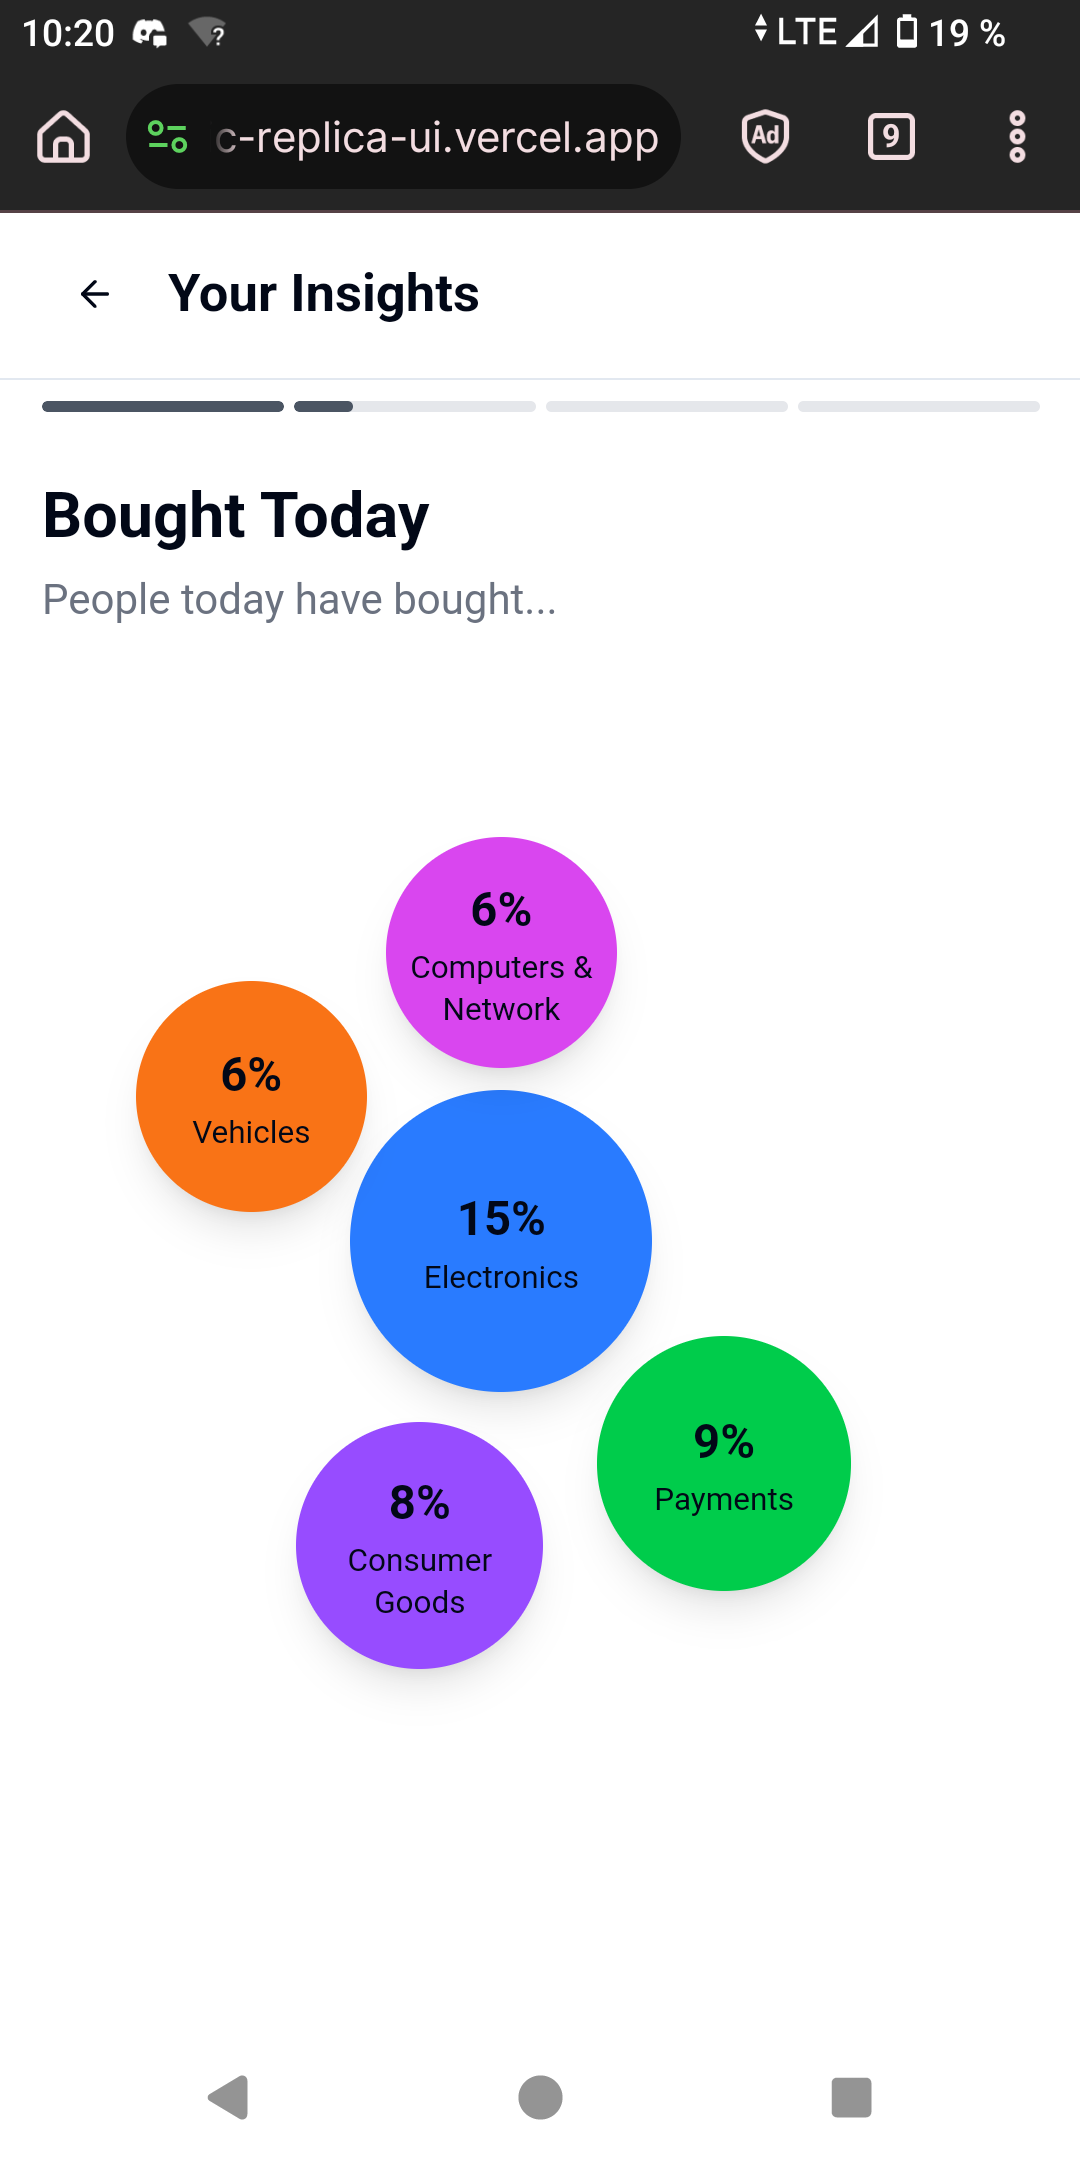 10:20 ? LTE 19 %
c-replica-ui.vercel.app Ad 9
Your Insights
Bought Today
People today have bought...
6%
Computers &
Network
6%
Vehicles
15%
Electronics
9%
Payments
8%
Consumer
Goods